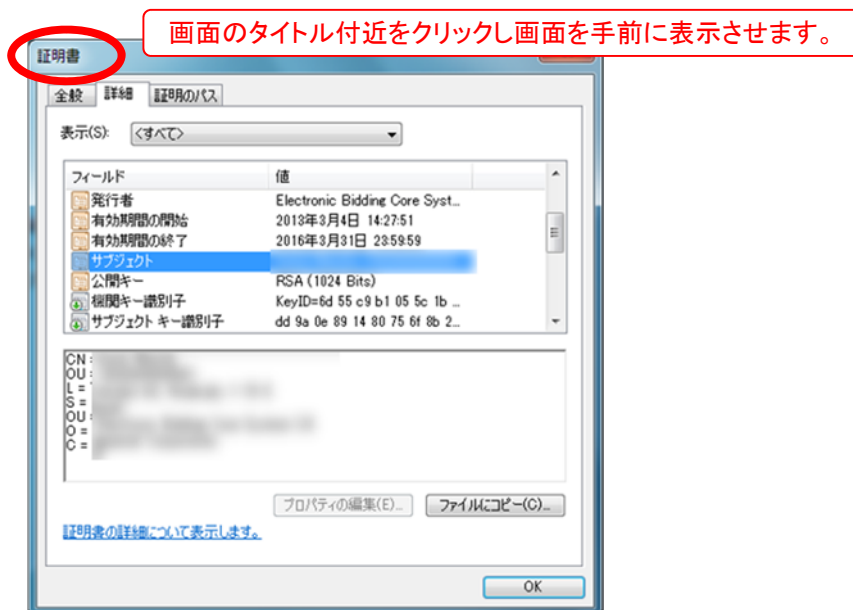 画面のタイトル付近をクリックし画面を手前に表示させます。
証明書
全般 詳細 証明のパス
表示(S): <すべて>
フィールド 値
発行者 Electronic Bidding Core Syst...
有効期間の開始 2013年3月4日 14:27:51
有効期間の終了 2016年3月31日 23:59:59
サブジェクト
公開キー RSA (1024 Bits)
機関キー識別子 KeyID=6d 55 c9 b1 05 5c 1b ...
サブジェクト キー識別子 dd 9a 0e 89 14 80 75 6f 8b 2...
CN
OU
L =
S =
OU
O =
C =
プロパティの編集(E)... ファイルにコピー(C)...
証明書の詳細について表示します。
OK